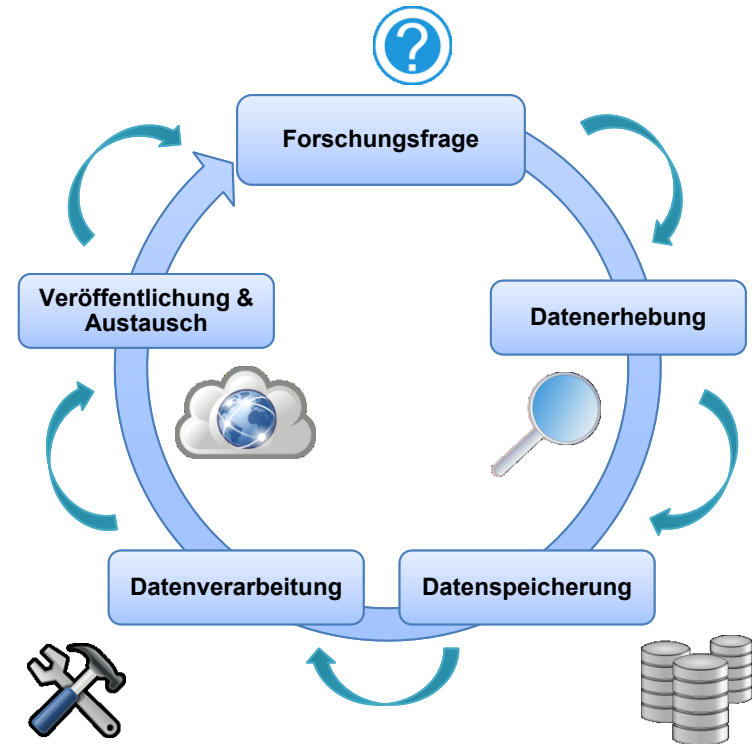 ?
Forschungsfrage
Datenerhebung
Datenspeicherung
Datenverarbeitung
Veröffentlichung &
Austausch